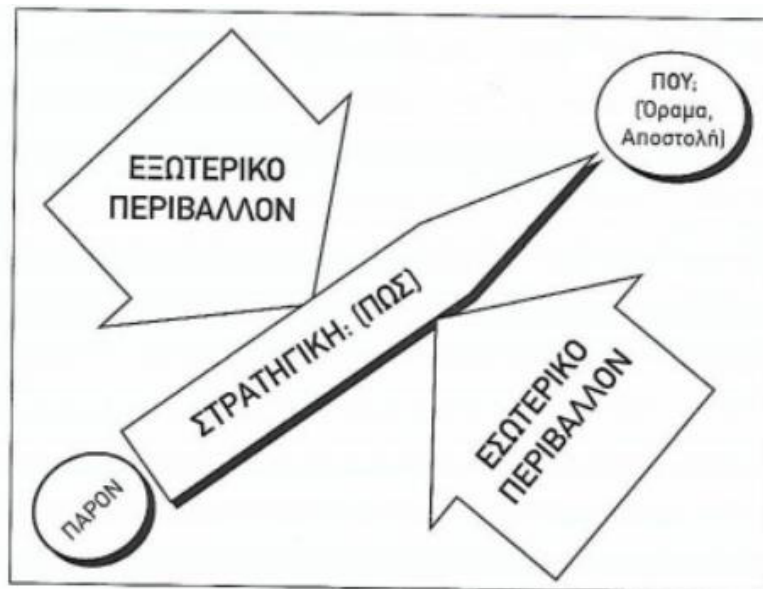 ΠΟΥ;
(Όραμα,
Αποστολή)
ΕΞΩΤΕΡΙΚΟ
ΠΕΡΙΒΑΛΛΟΝ
ΣΤΡΑΤΗΓΙΚΗ: (ΠΩΣ)
ΕΣΩΤΕΡΙΚΟ
ΠΕΡΙΒΑΛΛΟΝ
ΠΑΡΟΝ